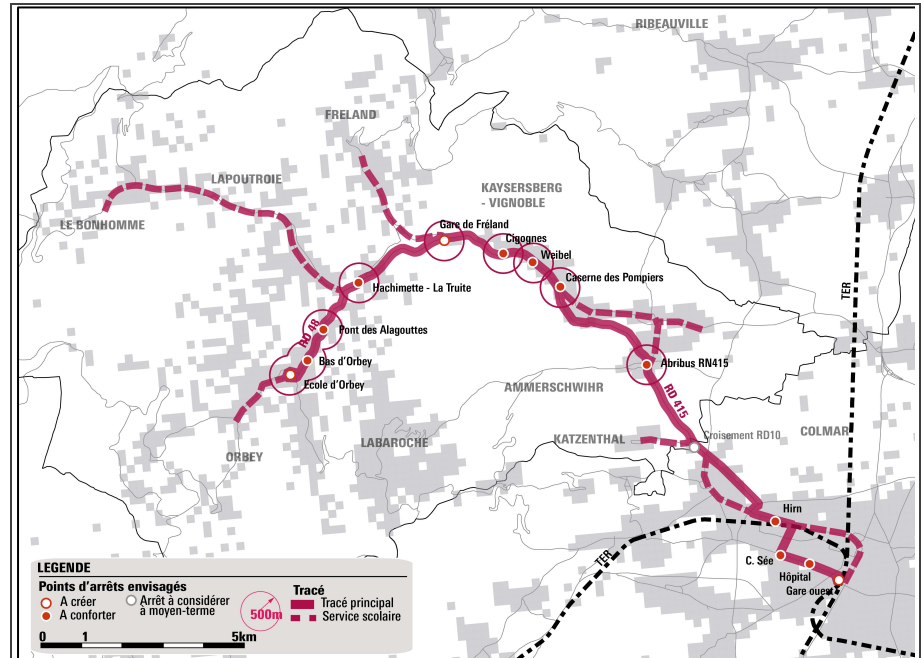 RIBEAUVILLE
FRELAND
LAPOUTROIE
KAYSERSBERG
- VIGNOBLE
LE BONHOMME
Gare de Fréland
Cigognes
Weibel
Caserne des Pompiers
Hachimette - La Truite
TER
RD 48
Pont des Alagouttes
Bas d'Orbey
Ecole d'Orbey
Abribus RN415
AMMERSCHWIHR
RD 415
ORBEY
LABAROCHE
KATZENTHAL
Croisement RD10
COLMAR
Hirn
TER
C. Sée
Hôpital
Gare ouest
LEGENDE
Points d'arrêts envisagés
A créer
A conforter
Arrêt à considérer
à moyen-terme
500m
Tracé
Tracé principal
Service scolaire
0 1 5km